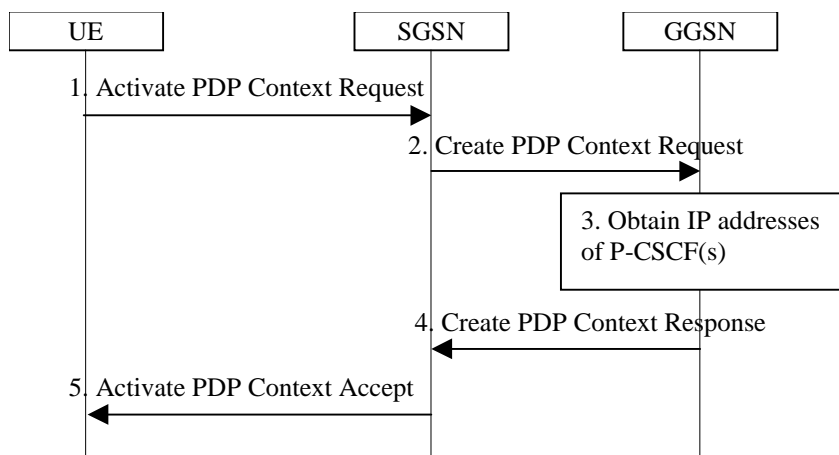 UE
SGSN
GGSN
1. Activate PDP Context Request
2. Create PDP Context Request
3. Obtain IP addresses
of P-CSCF(s)
4. Create PDP Context Response
5. Activate PDP Context Accept